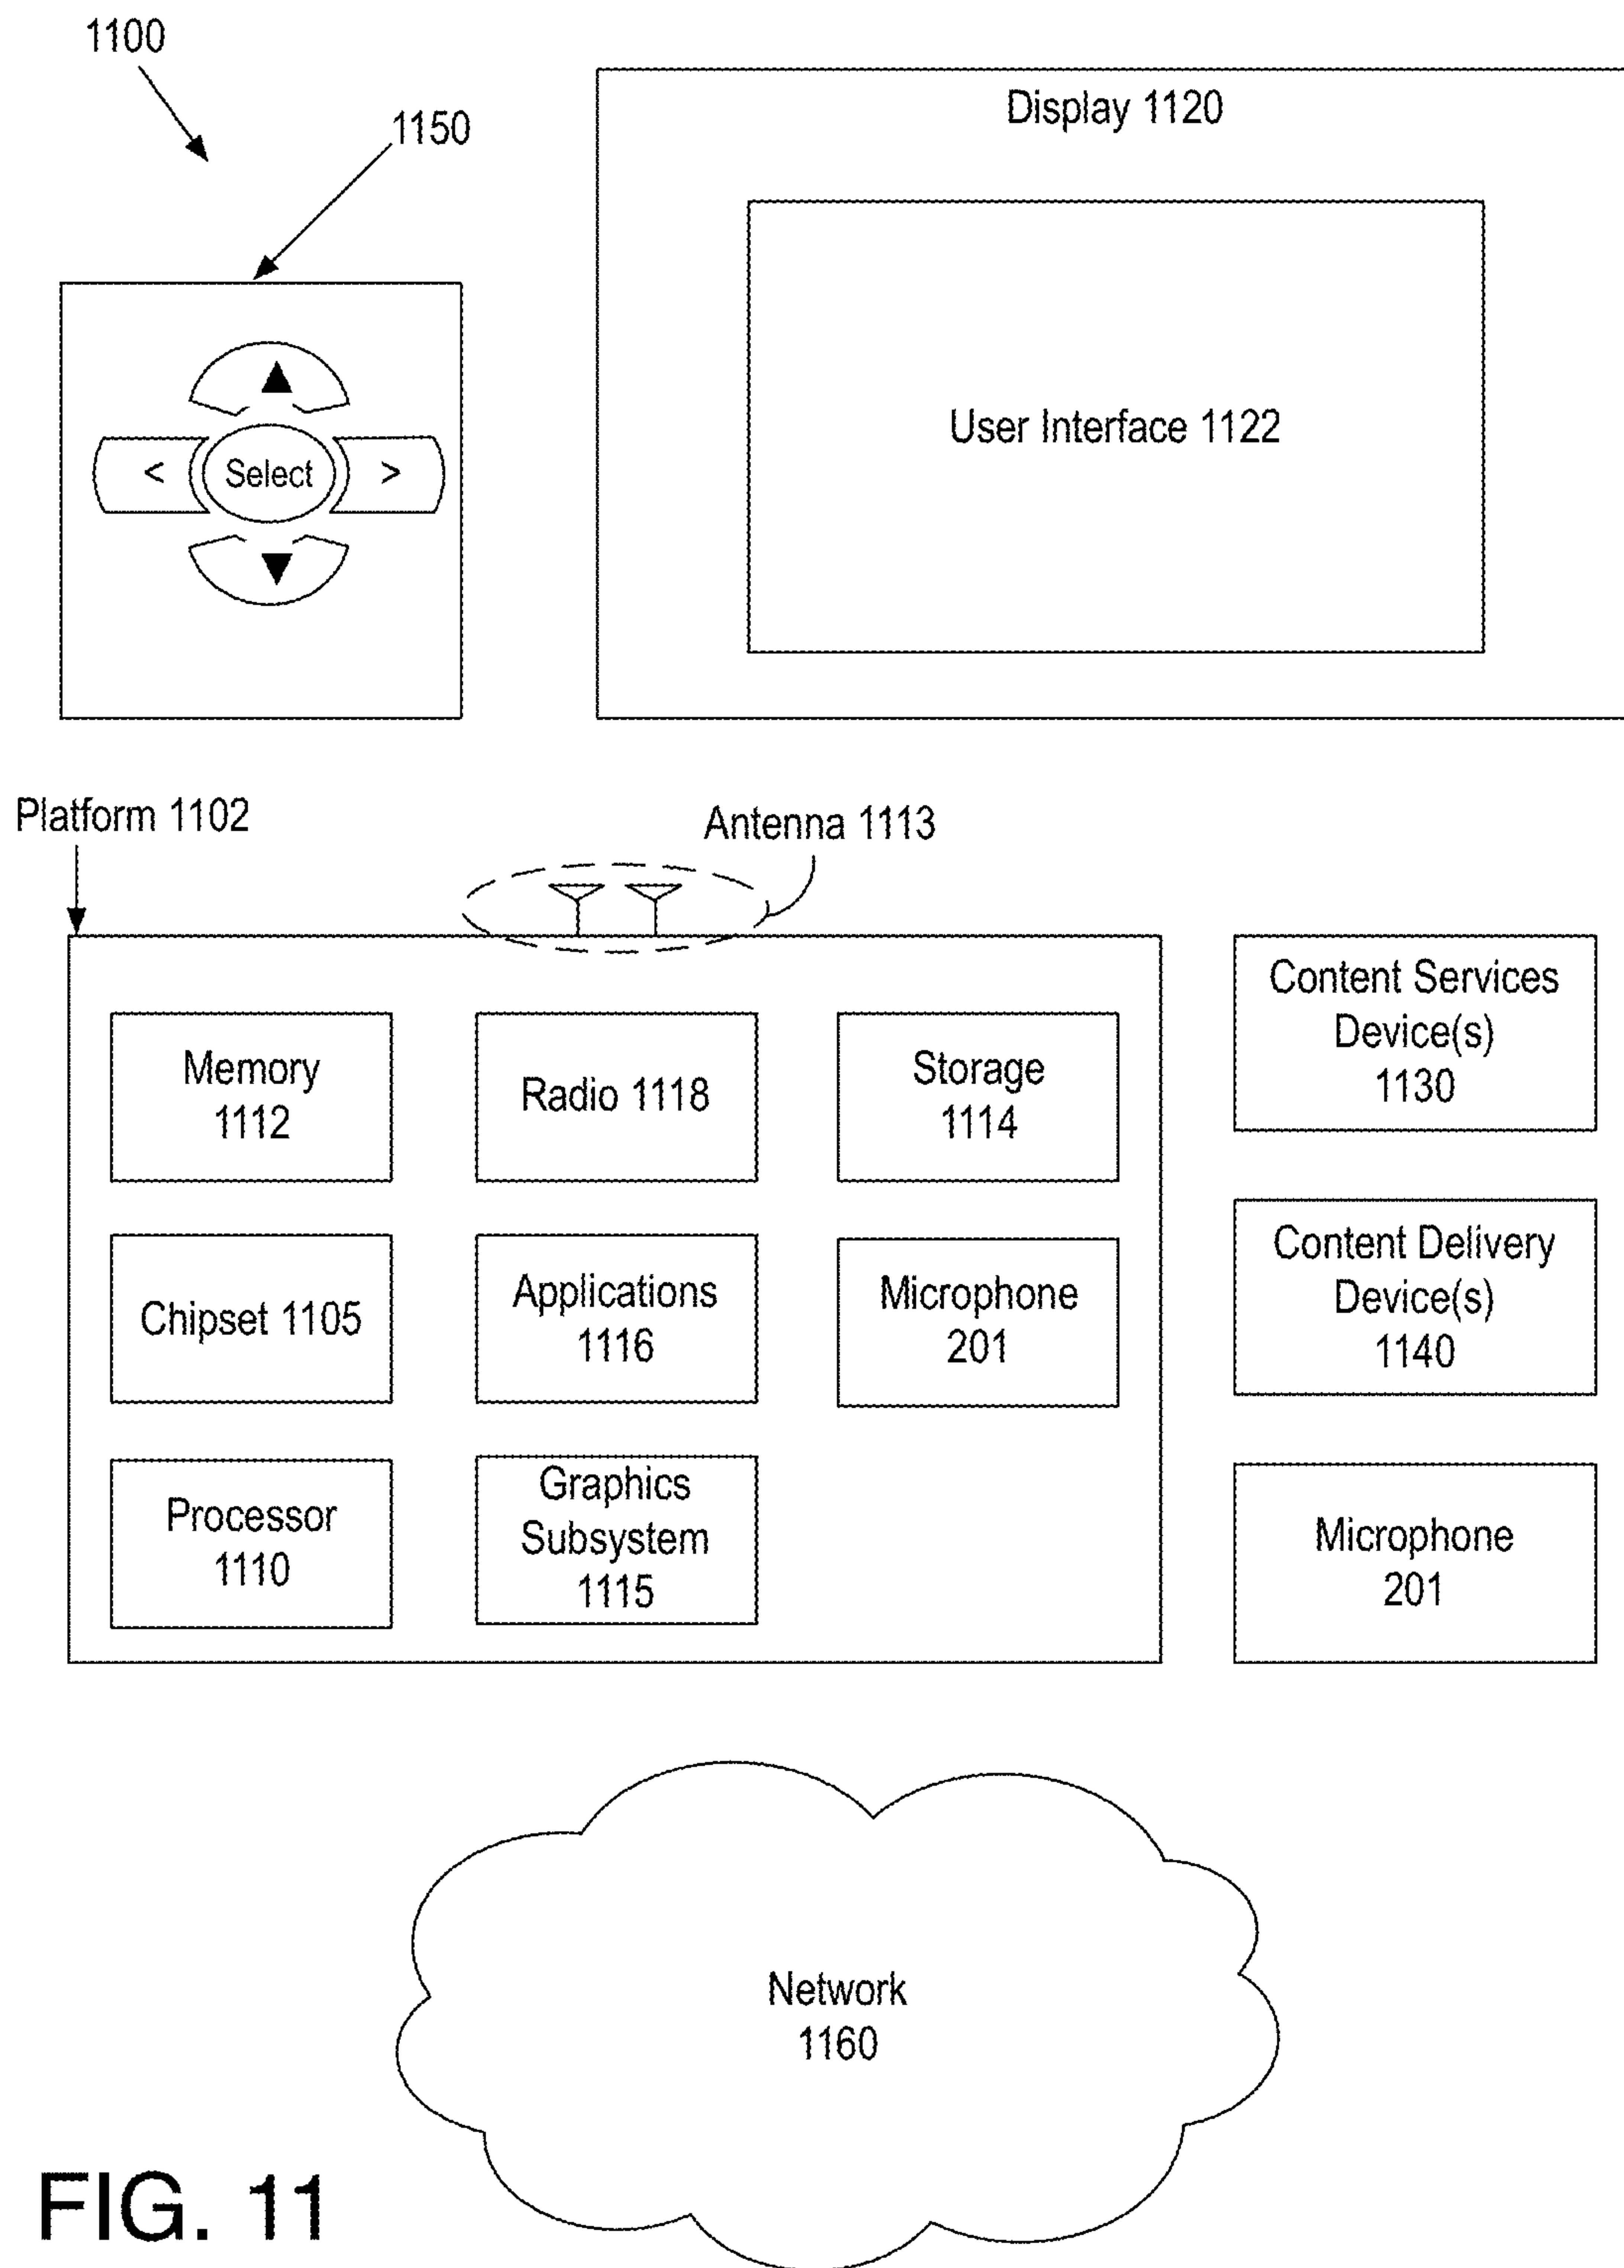 1100
1150
Display 1120
User Interface 1122
<
Select
>
Platform 1102
Antenna 1113
Memory
1112
Radio 1118
Storage
1114
Chipset 1105
Applications
1116
Microphone
201
Processor
1110
Graphics
Subsystem
1115
Content Services
Device(s)
1130
Content Delivery
Device(s)
1140
Microphone
201
Network
1160
FIG. 11